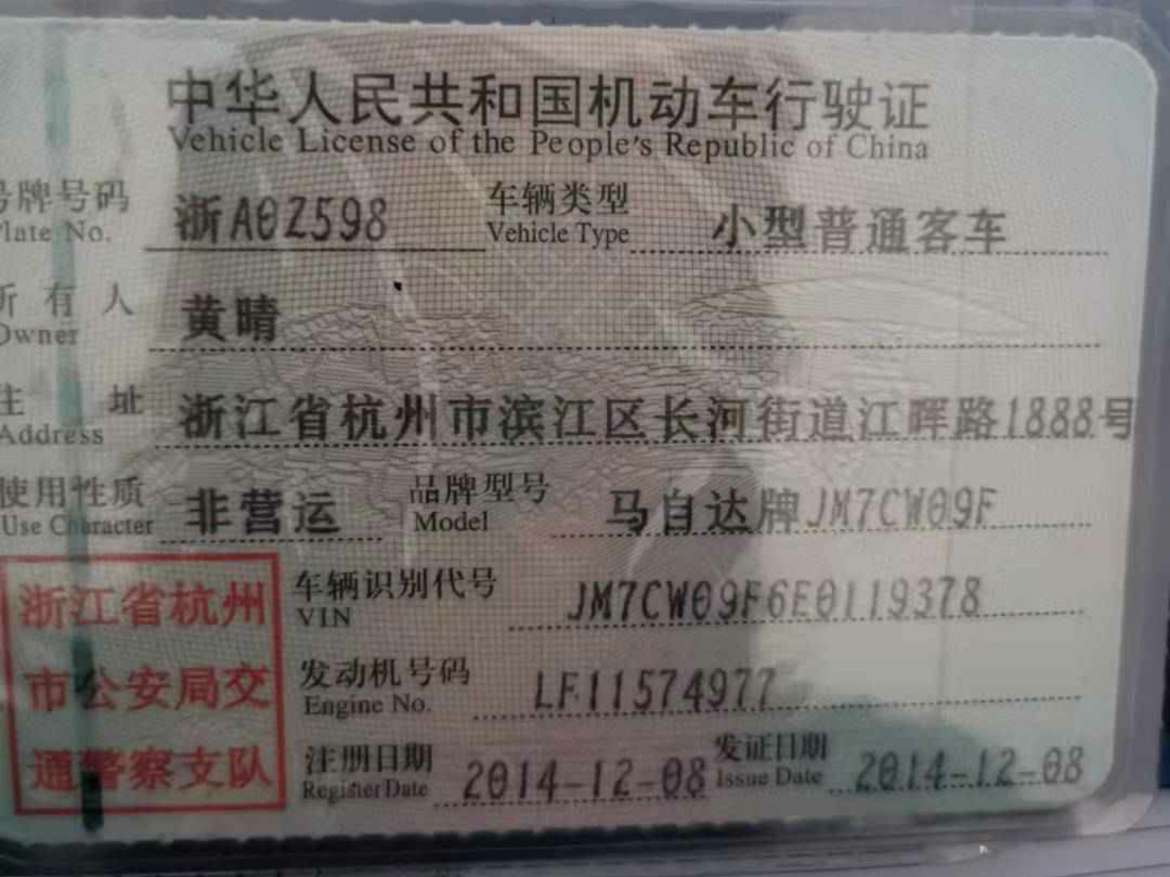 中华人民共和国机动车行驶证
Vehicle License of the People's Republic of China
号牌号码 浙A0Z598 车辆类型 小型普通客车
Plate No. Vehicle Type
所有人 黄晴
Owner
住址 浙江省杭州市滨江区长河街道江晖路1888号
Address
使用性质 非营运 品牌型号 马自达牌JM7CW09F
Use Character Model
浙江省杭州
市公安局交
通警察支队
车辆识别代号 JM7CW09F6E0119378
VIN
发动机号码 LF11574977
Engine No.
注册日期 2014-12-08 发证日期 2014-12-08
Register Date Issue Date